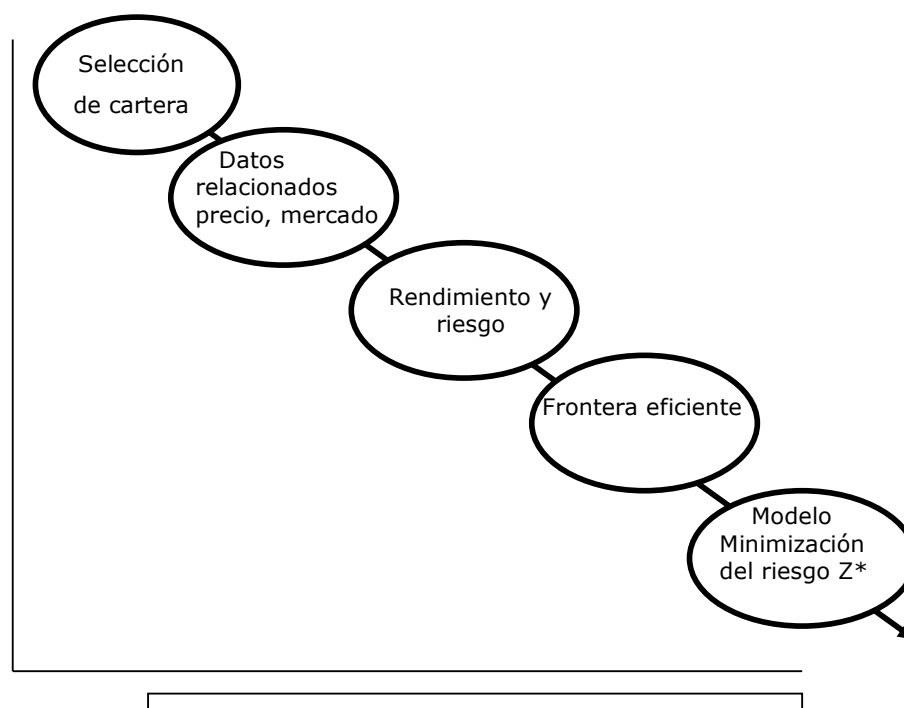 Selección
de cartera
Datos
relacionados
precio, mercado
Rendimiento y
riesgo
Frontera eficiente
Modelo
Minimización
del riesgo Z*